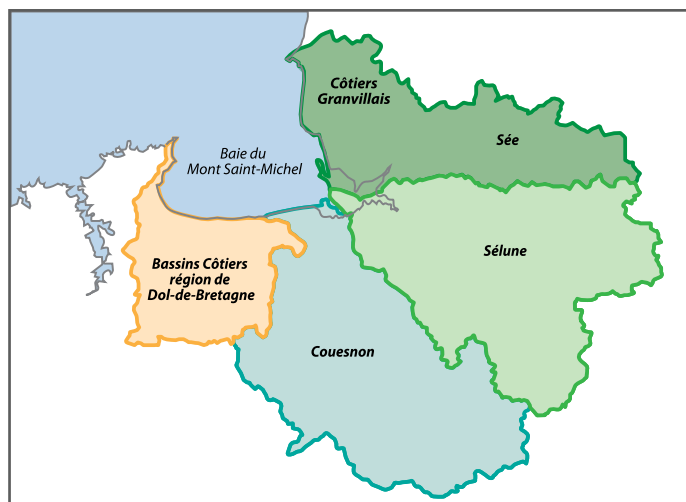 Côtiers
Granvillais
Sée
Baie du
Mont Saint-Michel
Sélune
Bassins Côtiers
région de
Dol-de-Bretagne
Couesnon